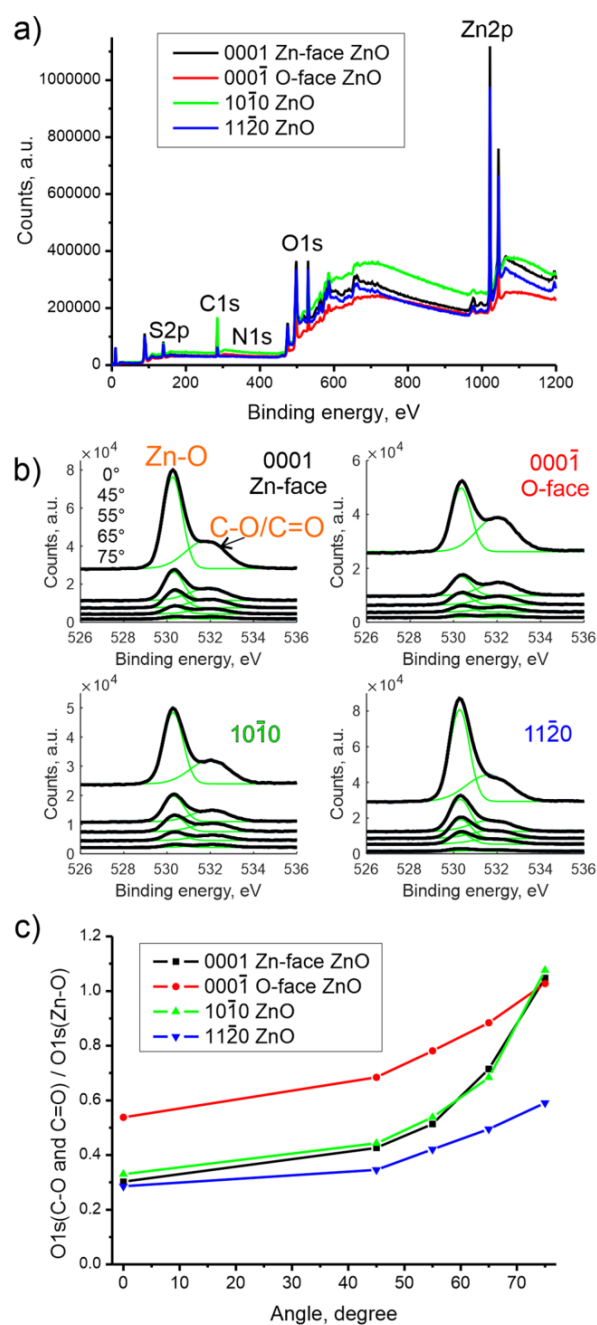 a)
0001 Zn-face ZnO
0001̄ O-face ZnO
101̄0 ZnO
112̄0 ZnO
Zn2p
O1s
C1s
S2p
N1s
Counts, a.u.
1000000
800000
600000
400000
200000
0
0 200 400 600 800 1000 1200
Binding energy, eV
b)
×10⁴
Zn-O
0001
Zn-face
C-O/C=O
0°
45°
55°
65°
75°
Counts, a.u.
8
6
4
2
0
526 528 530 532 534 536
Binding energy, eV
×10⁴
0001̄
O-face
Counts, a.u.
6
4
2
0
526 528 530 532 534 536
Binding energy, eV
×10⁴
101̄0
Counts, a.u.
5
4
3
2
1
0
526 528 530 532 534 536
Binding energy, eV
×10⁴
112̄0
Counts, a.u.
8
6
4
2
0
526 528 530 532 534 536
Binding energy, eV
c)
0001 Zn-face ZnO
0001̄ O-face ZnO
101̄0 ZnO
112̄0 ZnO
O1s(C-O and C=O) / O1s(Zn-O)
1.2
1.0
0.8
0.6
0.4
0.2
0.0
0 10 20 30 40 50 60 70
Angle, degree